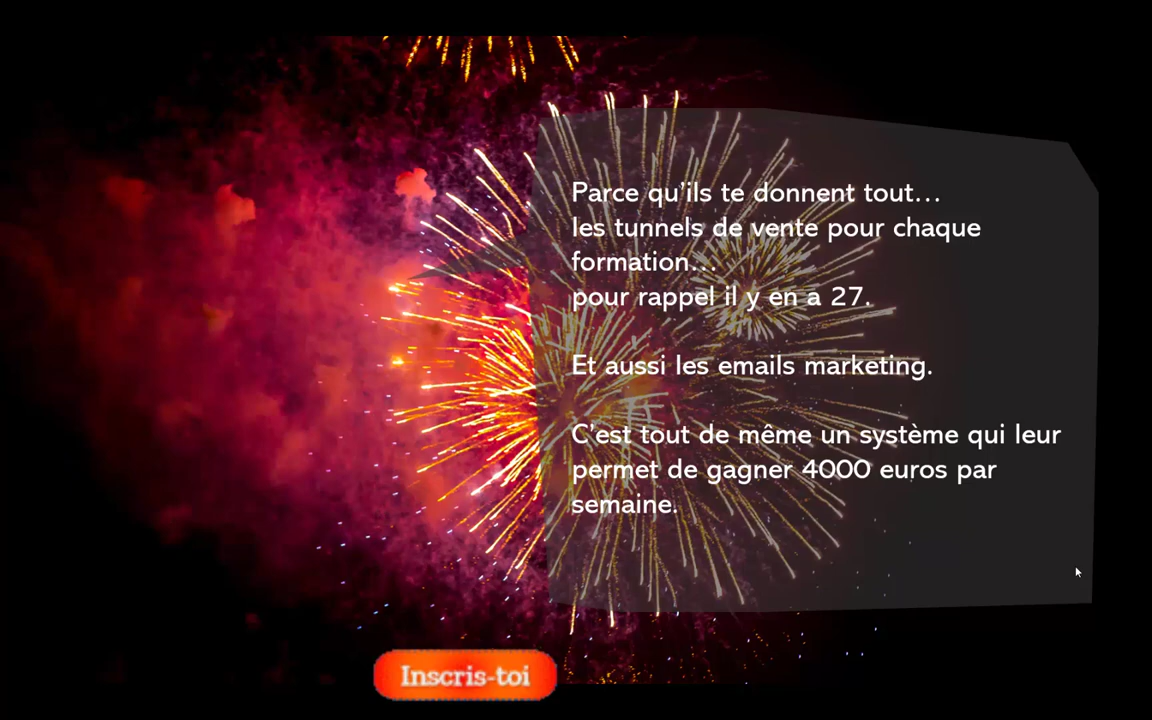 Parce qu'ils te donnent tout...
les tunnels de vente pour chaque
formation...
pour rappel il y en a 27.
Et aussi les emails marketing.
C'est tout de même un système qui leur
permet de gagner 4000 euros par
semaine.
Inscris-toi